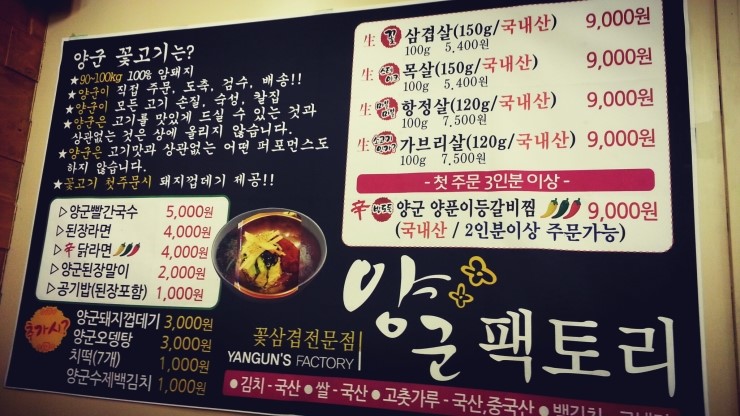 양군 꽃고기는?
★90~100kg 100% 암퇘지
★양군이 직접 주문, 도축, 검수, 배송!!
★양군이 모든 고기 손질, 숙성, 칼집
★양군은 고기를 맛있게 드실 수 있는 것과
상관없는 것은 상에 올리지 않습니다.
★양군은 고기맛과 상관없는 어떤 퍼포먼스도
하지 않습니다.
★꽃고기 첫주문시 돼지껍데기 제공!!
▷양군빨간국수 5,000원
▷된장라면 4,000원
▷辛 닭라면 4,000원
▷양군된장말이 2,000원
▷공기밥(된장포함) 1,000원
추가시?
양군돼지껍데기 3,000원
양군오뎅탕 3,000원
치떡(7개) 1,000원
양군수제백김치 1,000원
生 꽃 삼겹살(150g/국내산) 9,000원
100g 5.400원
生 목살(150g/국내산) 9,000원
100g 5.400원
生 항정살(120g/국내산) 9,000원
100g 7.500원
生 가브리살(120g/국내산) 9,000원
100g 7.500원
- 첫 주문 3인분 이상 -
辛 양군 양푼이등갈비찜 9,000원
(국내산 / 2인분이상 주문가능)
꽃삼겹전문점
YANGUN'S FACTORY
양군 팩토리
●김치 - 국산 ●쌀 - 국산 ●고춧가루 - 국산,중국산 ●백김치